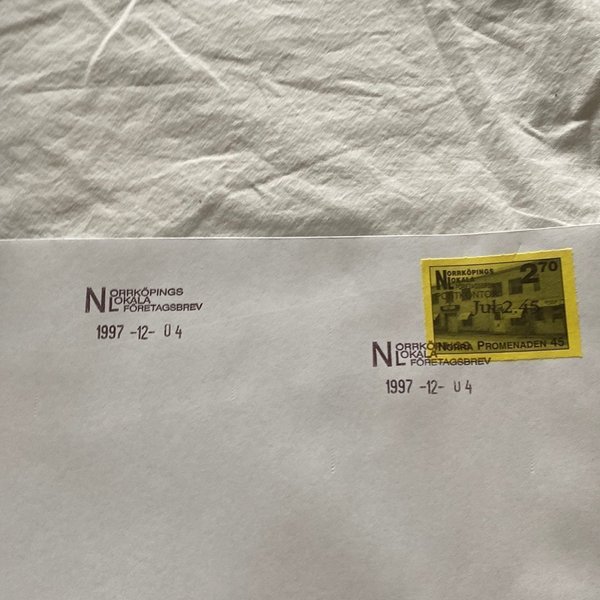 NORRKÖPINGS
LOKALA
FÖRETAGSBREV
1997 -12- 04
NORRKÖPINGS
LOKALA
2.70
Jul 2.45
NORRA PROMENADEN 45
NORRKÖPINGS
LOKALA
FÖRETAGSBREV
1997 -12- 04